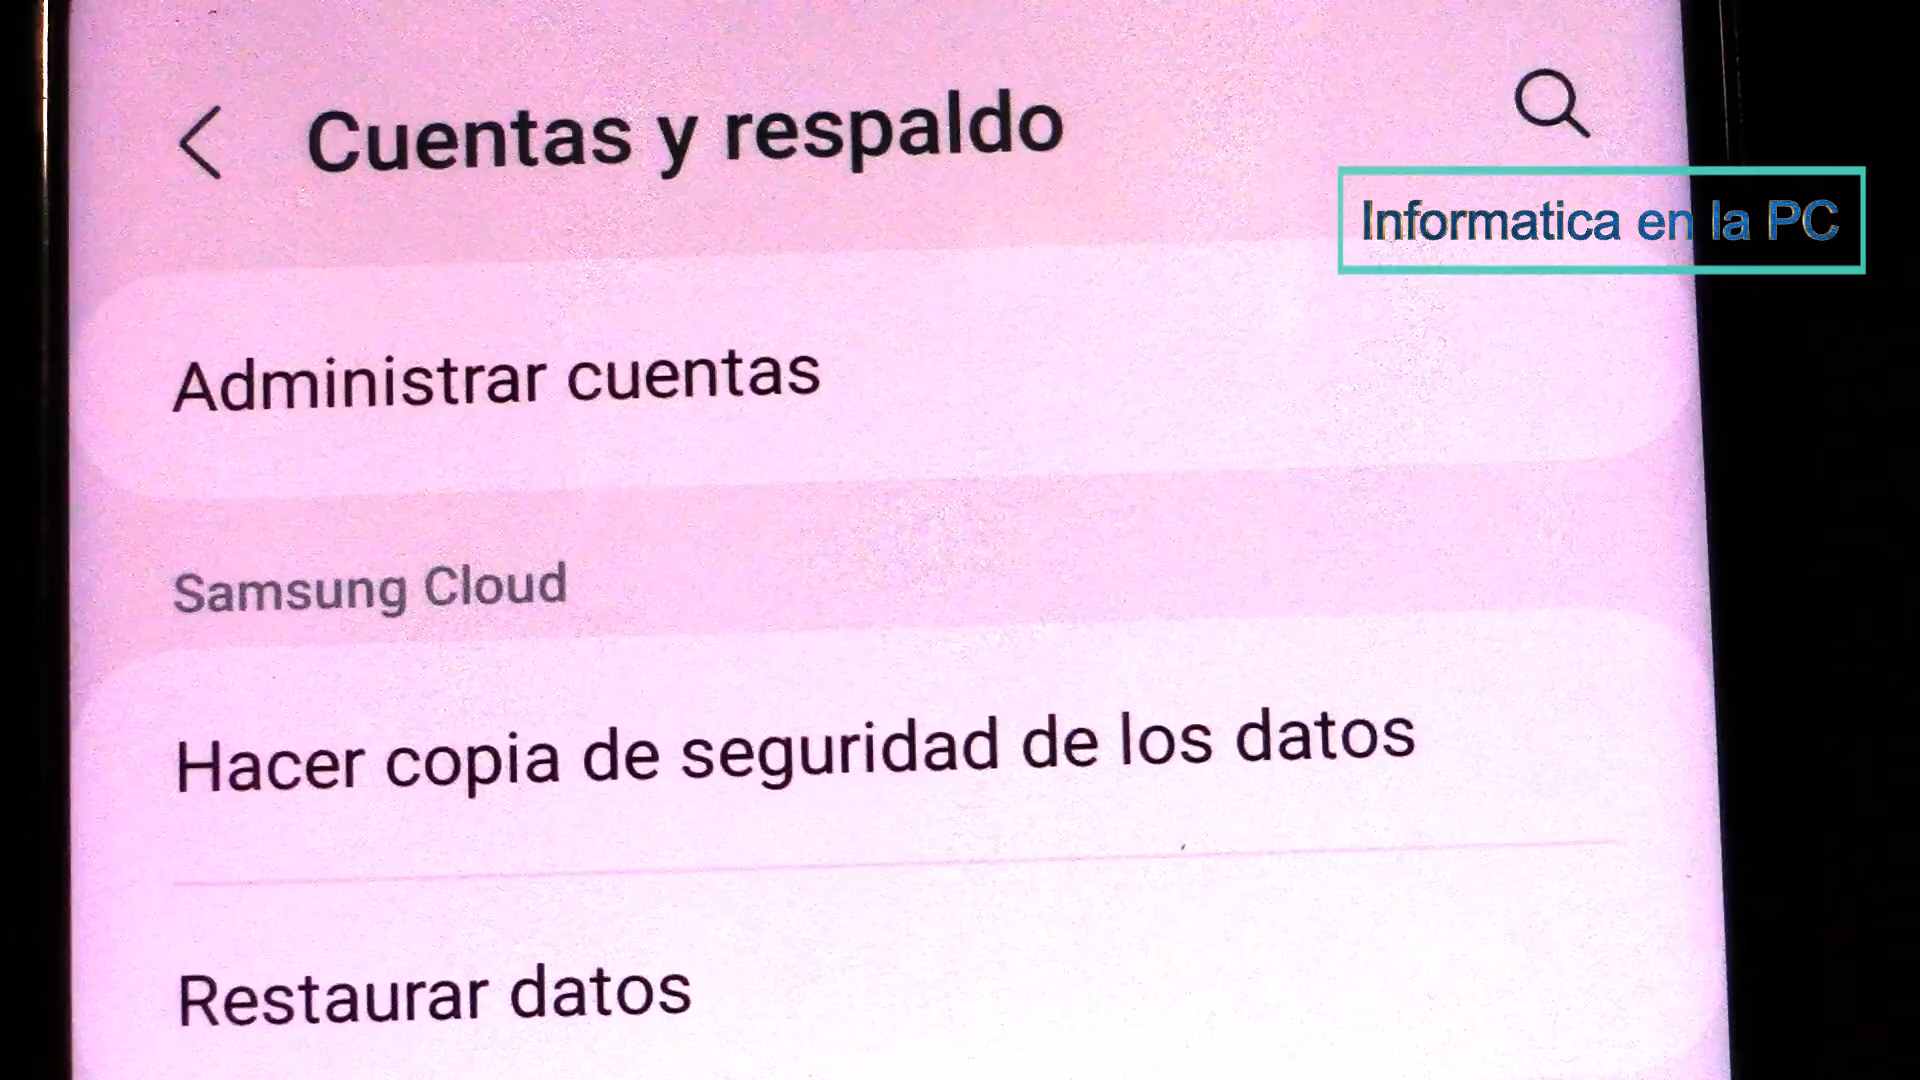 Cuentas y respaldo
Informatica en la PC
Administrar cuentas
Samsung Cloud
Hacer copia de seguridad de los datos
Restaurar datos